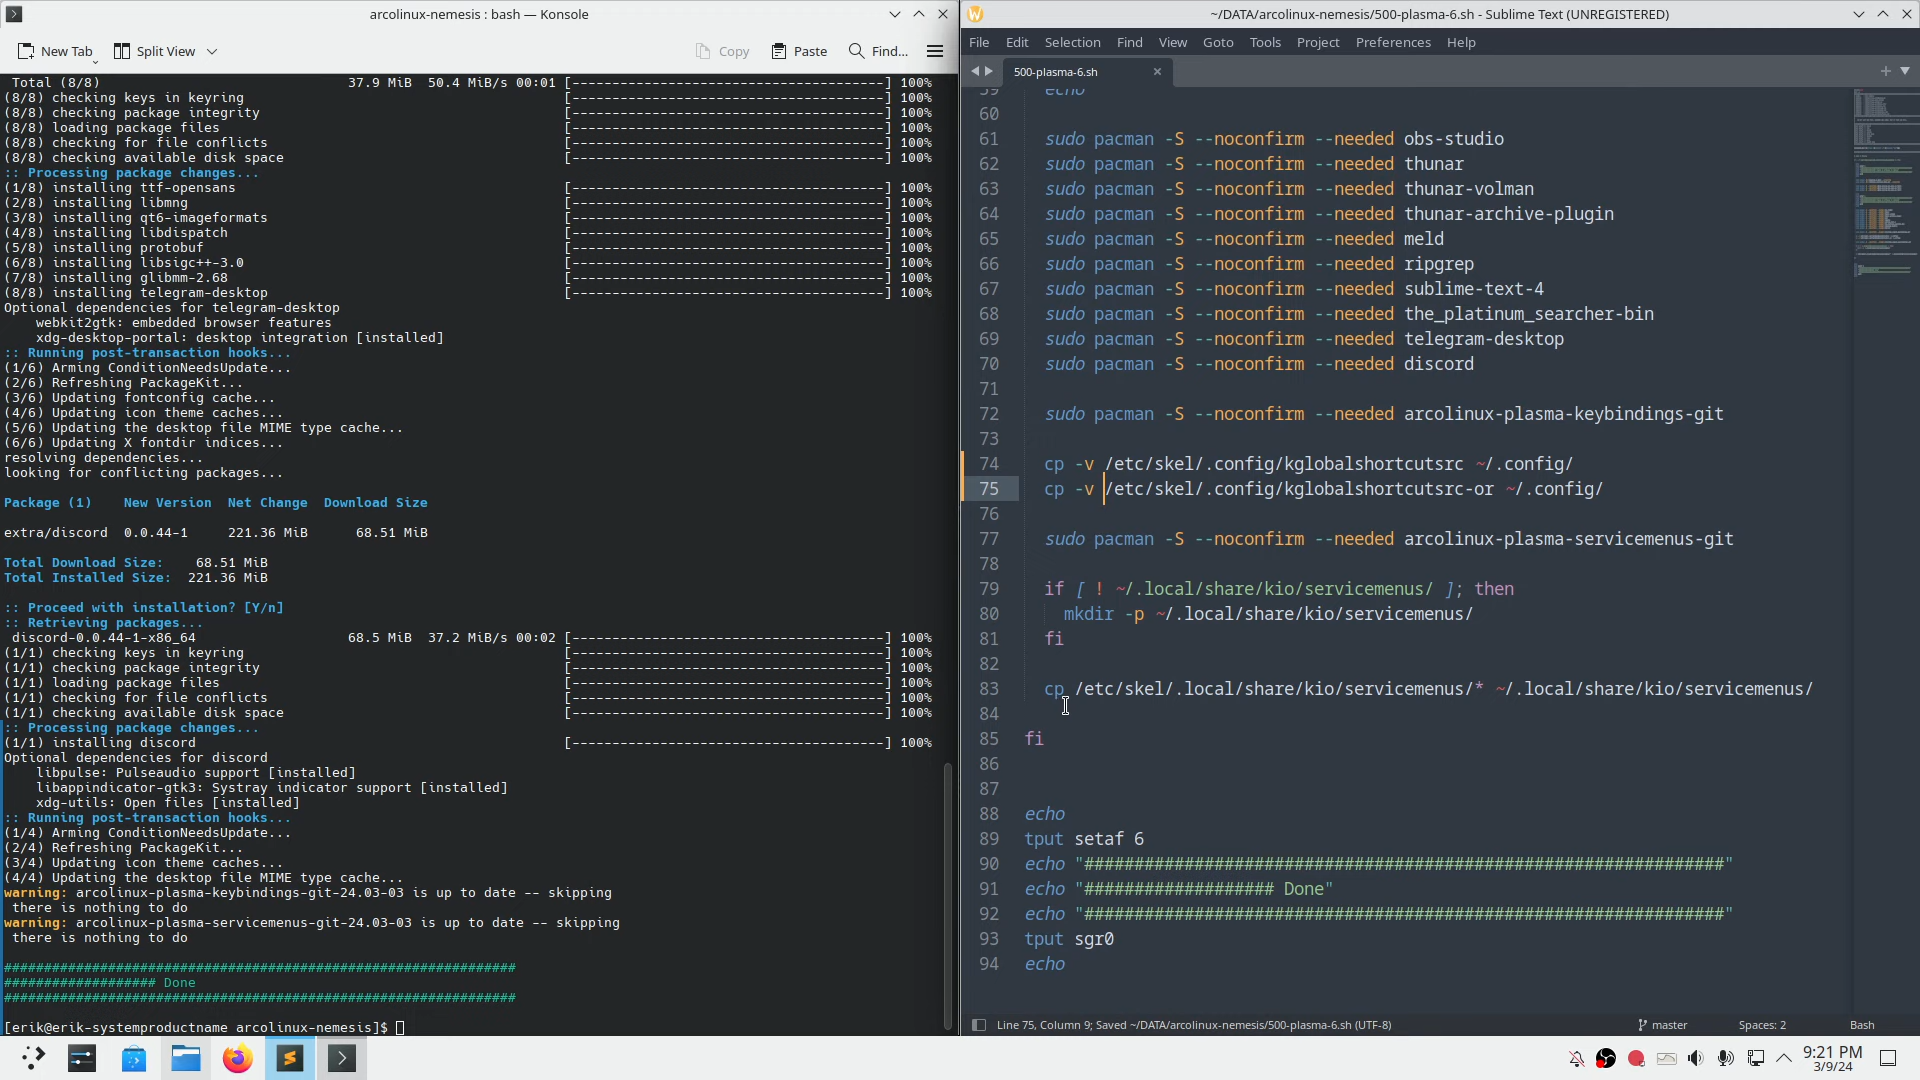 arcolinux-nemesis : bash — Konsole
New Tab
Split View
Copy
Paste
Find...
Total (8/8) 37.9 MiB 50.4 MiB/s 00:01 [---------------------------------------] 100%
(8/8) checking keys in keyring [---------------------------------------] 100%
(8/8) checking package integrity [---------------------------------------] 100%
(8/8) loading package files [---------------------------------------] 100%
(8/8) checking for file conflicts [---------------------------------------] 100%
(8/8) checking available disk space [---------------------------------------] 100%
:: Processing package changes...
(1/8) installing ttf-opensans [---------------------------------------] 100%
(2/8) installing libmng [---------------------------------------] 100%
(3/8) installing qt6-imageformats [---------------------------------------] 100%
(4/8) installing libdispatch [---------------------------------------] 100%
(5/8) installing protobuf [---------------------------------------] 100%
(6/8) installing libsigc++-3.0 [---------------------------------------] 100%
(7/8) installing glibmm-2.68 [---------------------------------------] 100%
(8/8) installing telegram-desktop [---------------------------------------] 100%
Optional dependencies for telegram-desktop
webkit2gtk: embedded browser features
xdg-desktop-portal: desktop integration [installed]
:: Running post-transaction hooks...
(1/6) Arming ConditionNeedsUpdate...
(2/6) Refreshing PackageKit...
(3/6) Updating fontconfig cache...
(4/6) Updating icon theme caches...
(5/6) Updating the desktop file MIME type cache...
(6/6) Updating X fontdir indices...
resolving dependencies...
looking for conflicting packages...
Package (1) New Version Net Change Download Size
extra/discord 0.0.44-1 221.36 MiB 68.51 MiB
Total Download Size: 68.51 MiB
Total Installed Size: 221.36 MiB
:: Proceed with installation? [Y/n]
:: Retrieving packages...
discord-0.0.44-1-x86_64 68.5 MiB 37.2 MiB/s 00:02 [---------------------------------------] 100%
(1/1) checking keys in keyring [---------------------------------------] 100%
(1/1) checking package integrity [---------------------------------------] 100%
(1/1) loading package files [---------------------------------------] 100%
(1/1) checking for file conflicts [---------------------------------------] 100%
(1/1) checking available disk space [---------------------------------------] 100%
:: Processing package changes...
(1/1) installing discord [---------------------------------------] 100%
Optional dependencies for discord
libpulse: Pulseaudio support [installed]
libappindicator-gtk3: Systray indicator support [installed]
xdg-utils: Open files [installed]
:: Running post-transaction hooks...
(1/4) Arming ConditionNeedsUpdate...
(2/4) Refreshing PackageKit...
(3/4) Updating icon theme caches...
(4/4) Updating the desktop file MIME type cache...
warning: arcolinux-plasma-keybindings-git-24.03-03 is up to date -- skipping
there is nothing to do
warning: arcolinux-plasma-servicemenus-git-24.03-03 is up to date -- skipping
there is nothing to do
################################################################
################### Done
################################################################
[erik@erik-systemproductname arcolinux-nemesis]$
~/DATA/arcolinux-nemesis/500-plasma-6.sh - Sublime Text (UNREGISTERED)
File Edit Selection Find View Goto Tools Project Preferences Help
500-plasma-6.sh
59 echo
60
61 sudo pacman -S --noconfirm --needed obs-studio
62 sudo pacman -S --noconfirm --needed thunar
63 sudo pacman -S --noconfirm --needed thunar-volman
64 sudo pacman -S --noconfirm --needed thunar-archive-plugin
65 sudo pacman -S --noconfirm --needed meld
66 sudo pacman -S --noconfirm --needed ripgrep
67 sudo pacman -S --noconfirm --needed sublime-text-4
68 sudo pacman -S --noconfirm --needed the_platinum_searcher-bin
69 sudo pacman -S --noconfirm --needed telegram-desktop
70 sudo pacman -S --noconfirm --needed discord
71
72 sudo pacman -S --noconfirm --needed arcolinux-plasma-keybindings-git
73
74 cp -v /etc/skel/.config/kglobalshortcutsrc ~/.config/
75 cp -v /etc/skel/.config/kglobalshortcutsrc-or ~/.config/
76
77 sudo pacman -S --noconfirm --needed arcolinux-plasma-servicemenus-git
78
79 if [ ! ~/.local/share/kio/servicemenus/ ]; then
80 mkdir -p ~/.local/share/kio/servicemenus/
81 fi
82
83 cp /etc/skel/.local/share/kio/servicemenus/* ~/.local/share/kio/servicemenus/
84
85 fi
86
87
88 echo
89 tput setaf 6
90 echo "################################################################"
91 echo "################### Done"
92 echo "################################################################"
93 tput sgr0
94 echo
Line 75, Column 9; Saved ~/DATA/arcolinux-nemesis/500-plasma-6.sh (UTF-8)
master
Spaces: 2
Bash
9:21 PM
3/9/24